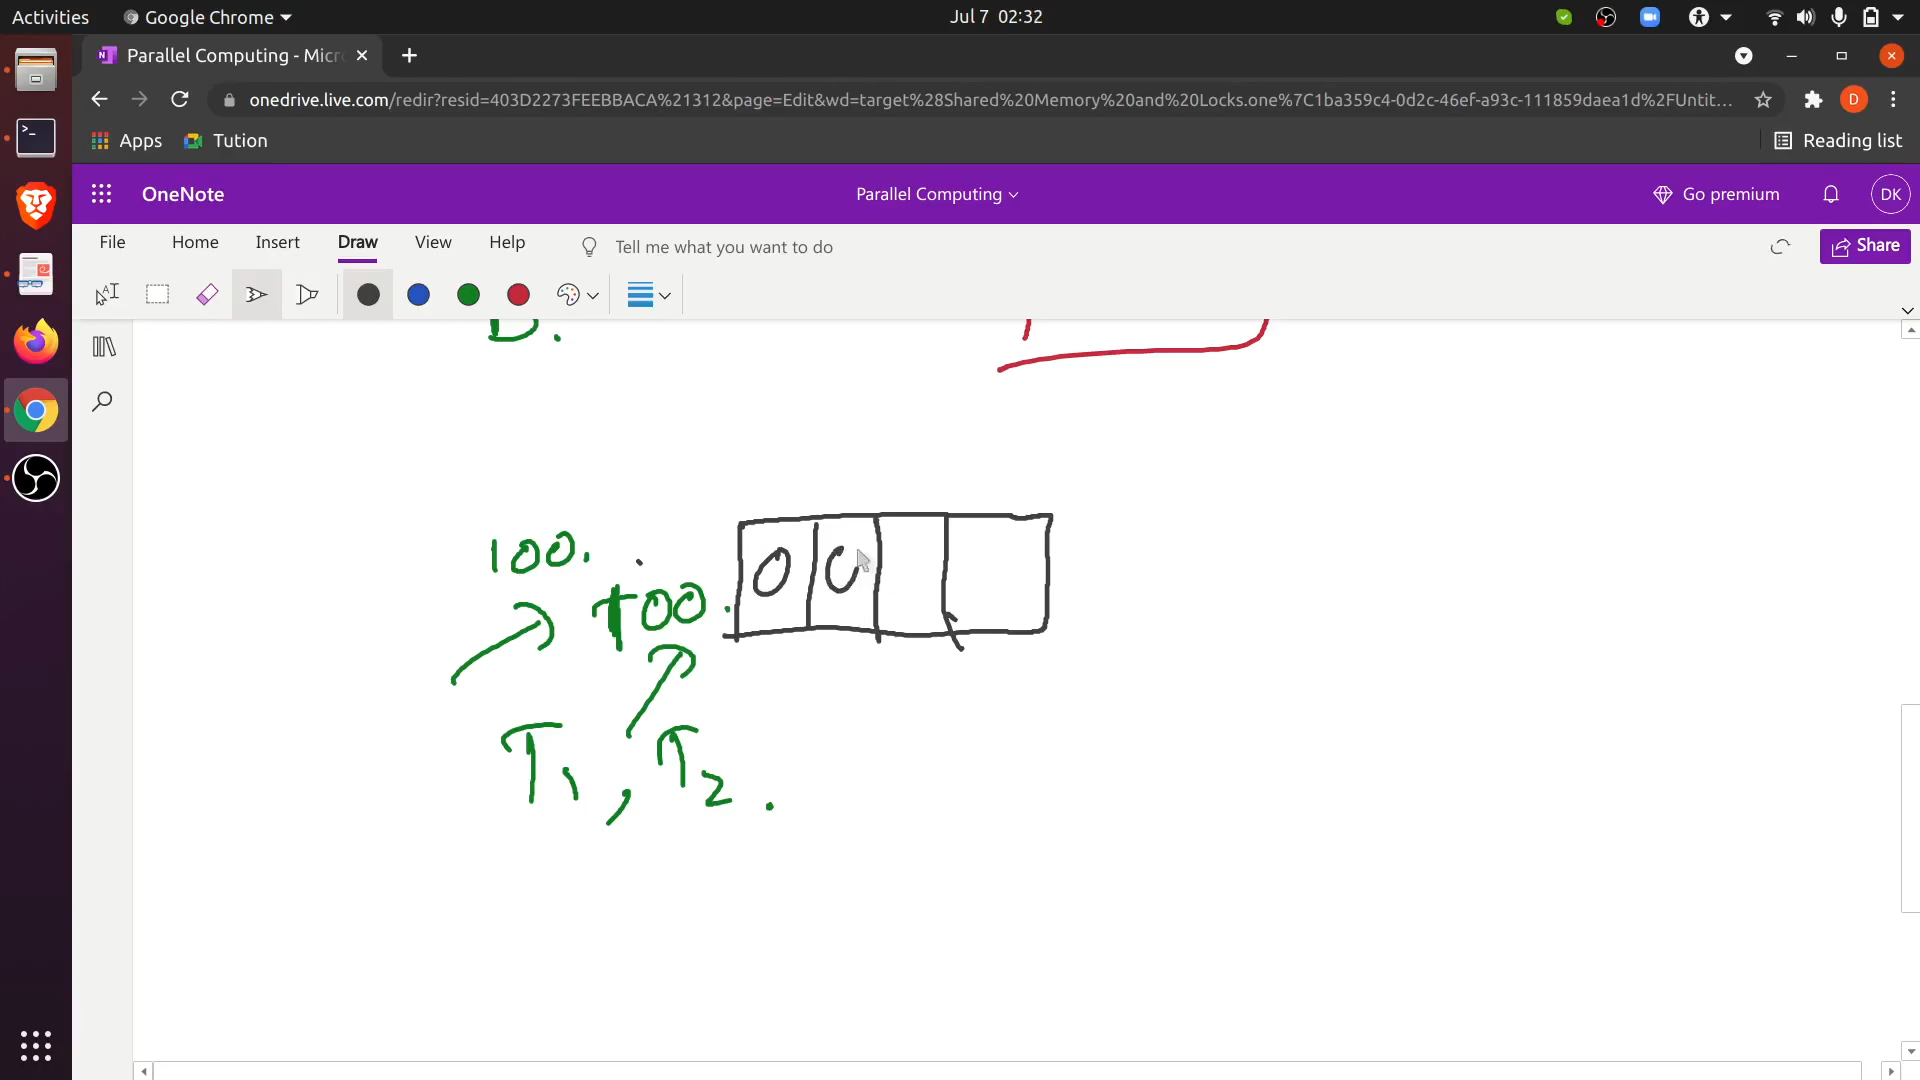 Activities Google Chrome Jul 7 02:32
Parallel Computing - Micr
onedrive.live.com/redir?resid=403D2273FEEBBACA%21312&page=Edit&wd=target%28Shared%20Memory%20and%20Locks.one%7C1ba359c4-0d2c-46ef-a93c-111859daea1d%2FUntit... D
Apps Tution Reading list
OneNote Parallel Computing Go premium DK
File Home Insert Draw View Help Tell me what you want to do Share
B.
100.
100.
0 0
T1, T2.